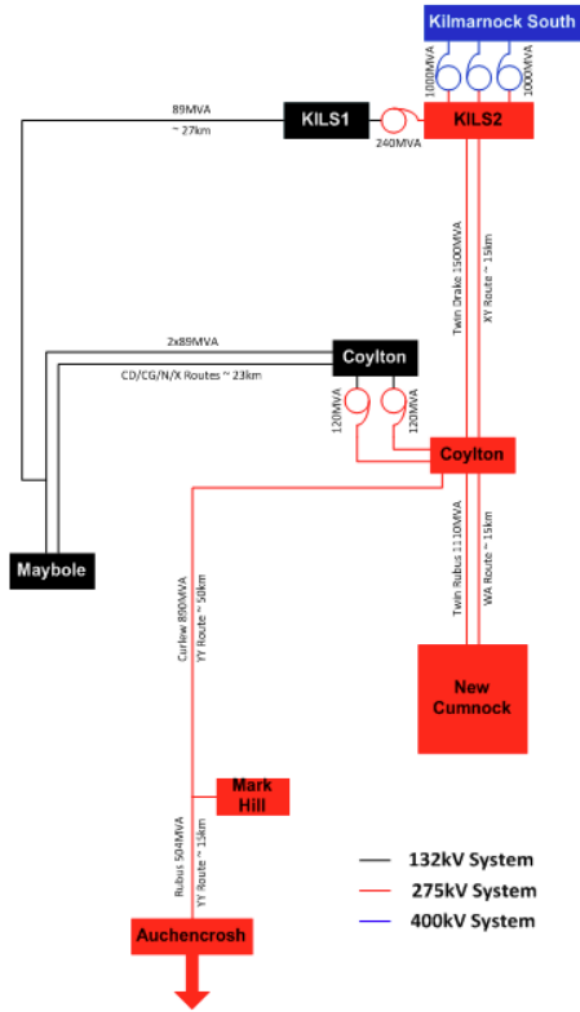 Kilmarnock South
1000MVA
1000MVA
89MVA
~ 27km
KILS1
KILS2
240MVA
Twin Drake 1500MVA
XY Route ~ 15km
2x89MVA
Coylton
CD/CG/N/X Routes ~ 23km
120MVA
120MVA
Coylton
Maybole
Curlew 890MVA
YY Route ~ 50km
Twin Rubus 1110MVA
WA Route ~ 15km
New
Cumnock
Mark
Hill
Rubus 504MVA
YY Route ~ 15km
Auchencrosh
132kV System
275kV System
400kV System